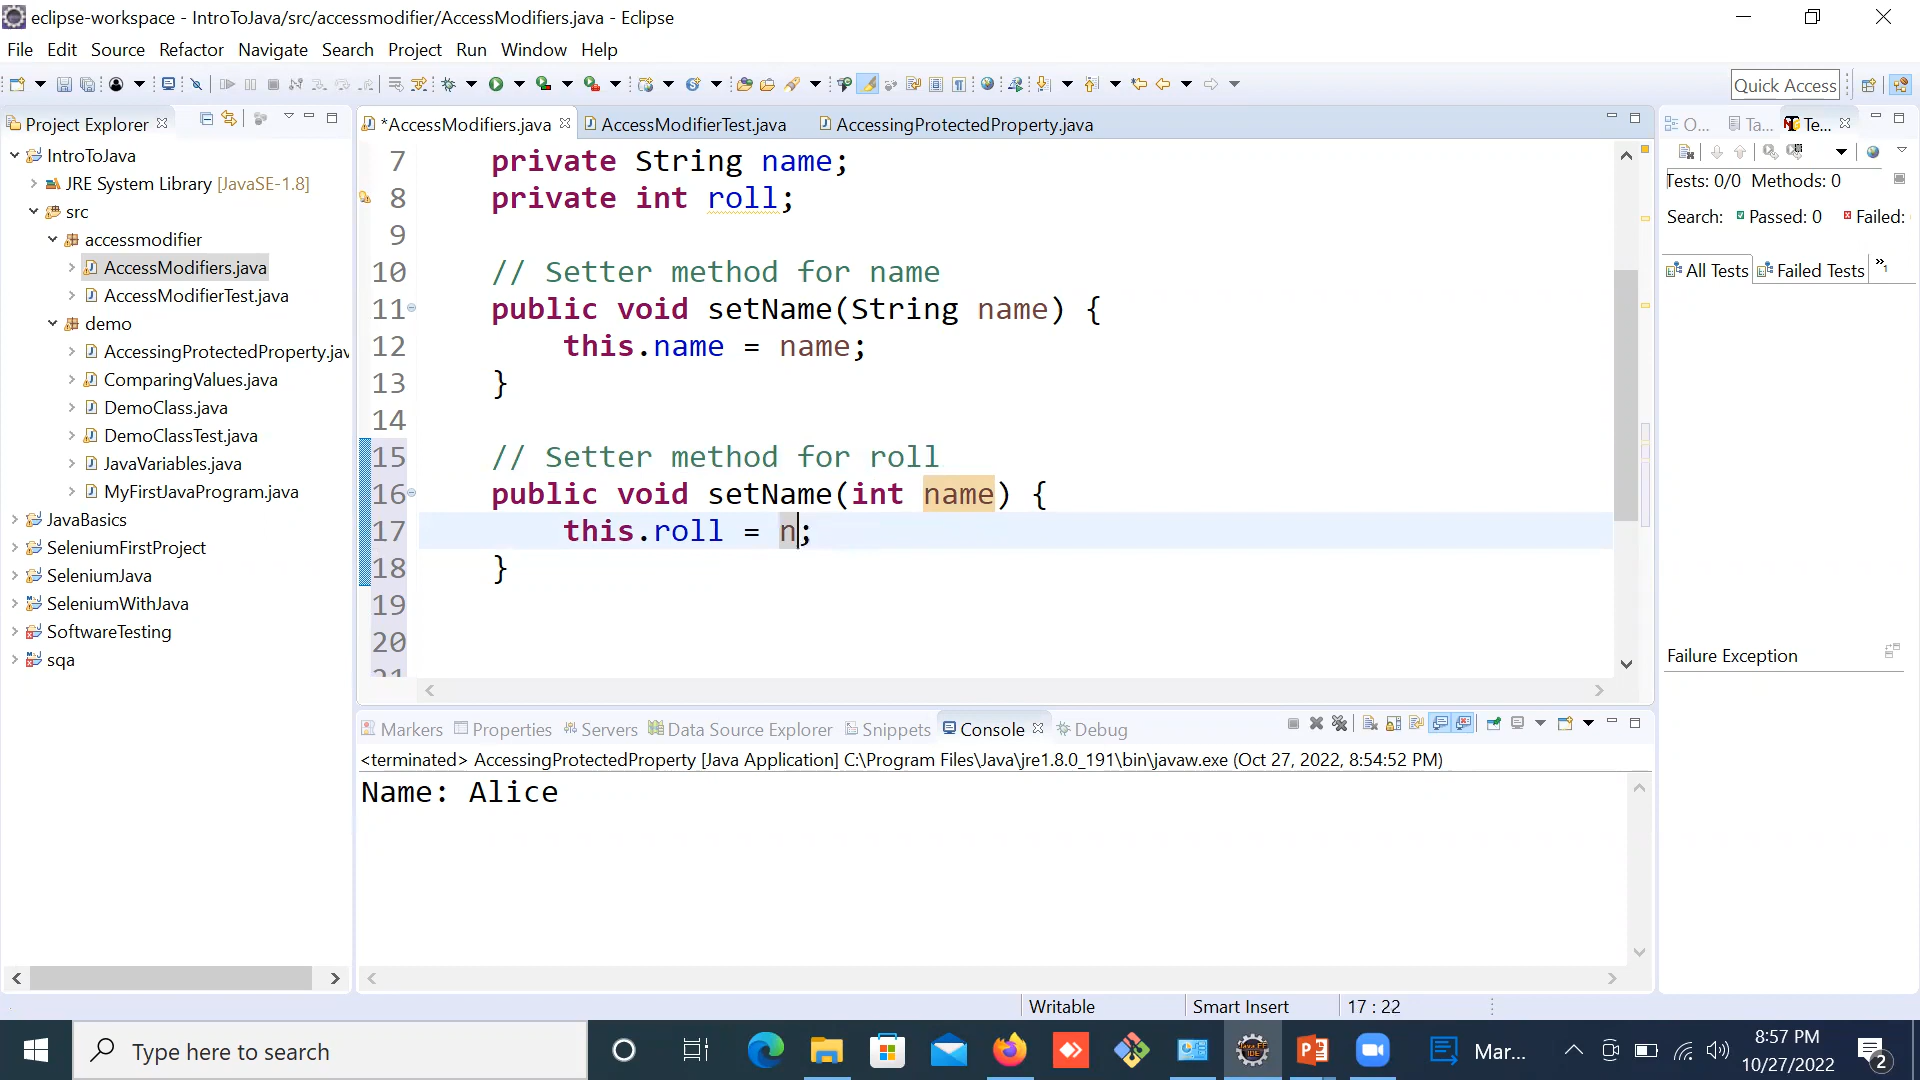 eclipse-workspace - IntroToJava/src/accessmodifier/AccessModifiers.java - Eclipse
File Edit Source Refactor Navigate Search Project Run Window Help
Quick Access
Project Explorer
*AccessModifiers.java
AccessModifierTest.java
AccessingProtectedProperty.java
O...
Ta...
Te...
IntroToJava
JRE System Library [JavaSE-1.8]
src
accessmodifier
AccessModifiers.java
AccessModifierTest.java
demo
AccessingProtectedProperty.jav
ComparingValues.java
DemoClass.java
DemoClassTest.java
JavaVariables.java
MyFirstJavaProgram.java
JavaBasics
SeleniumFirstProject
SeleniumJava
SeleniumWithJava
SoftwareTesting
sqa
7 private String name;
8 private int roll;
9
10 // Setter method for name
11 public void setName(String name) {
12 this.name = name;
13 }
14
15 // Setter method for roll
16 public void setName(int name) {
17 this.roll = n;
18 }
19
20
21
Tests: 0/0 Methods: 0
Search: Passed: 0 Failed:
All Tests Failed Tests
Failure Exception
Markers Properties Servers Data Source Explorer Snippets Console Debug
<terminated> AccessingProtectedProperty [Java Application] C:\Program Files\Java\jre1.8.0_191\bin\javaw.exe (Oct 27, 2022, 8:54:52 PM)
Name: Alice
Writable Smart Insert 17 : 22
Type here to search
Mar...
8:57 PM
10/27/2022
2